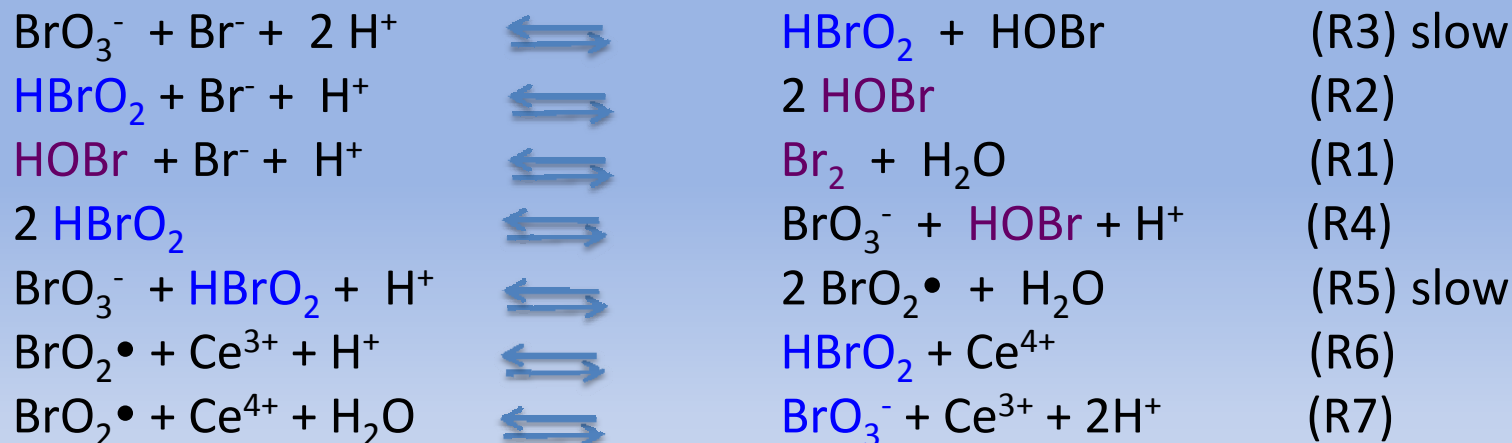 BrO₃⁻ + Br⁻ + 2 H⁺ ⇌ HBrO₂ + HOBr (R3) slow
HBrO₂ + Br⁻ + H⁺ ⇌ 2 HOBr (R2)
HOBr + Br⁻ + H⁺ ⇌ Br₂ + H₂O (R1)
2 HBrO₂ ⇌ BrO₃⁻ + HOBr + H⁺ (R4)
BrO₃⁻ + HBrO₂ + H⁺ ⇌ 2 BrO₂• + H₂O (R5) slow
BrO₂• + Ce³⁺ + H⁺ ⇌ HBrO₂ + Ce⁴⁺ (R6)
BrO₂• + Ce⁴⁺ + H₂O ⇌ BrO₃⁻ + Ce³⁺ + 2H⁺ (R7)